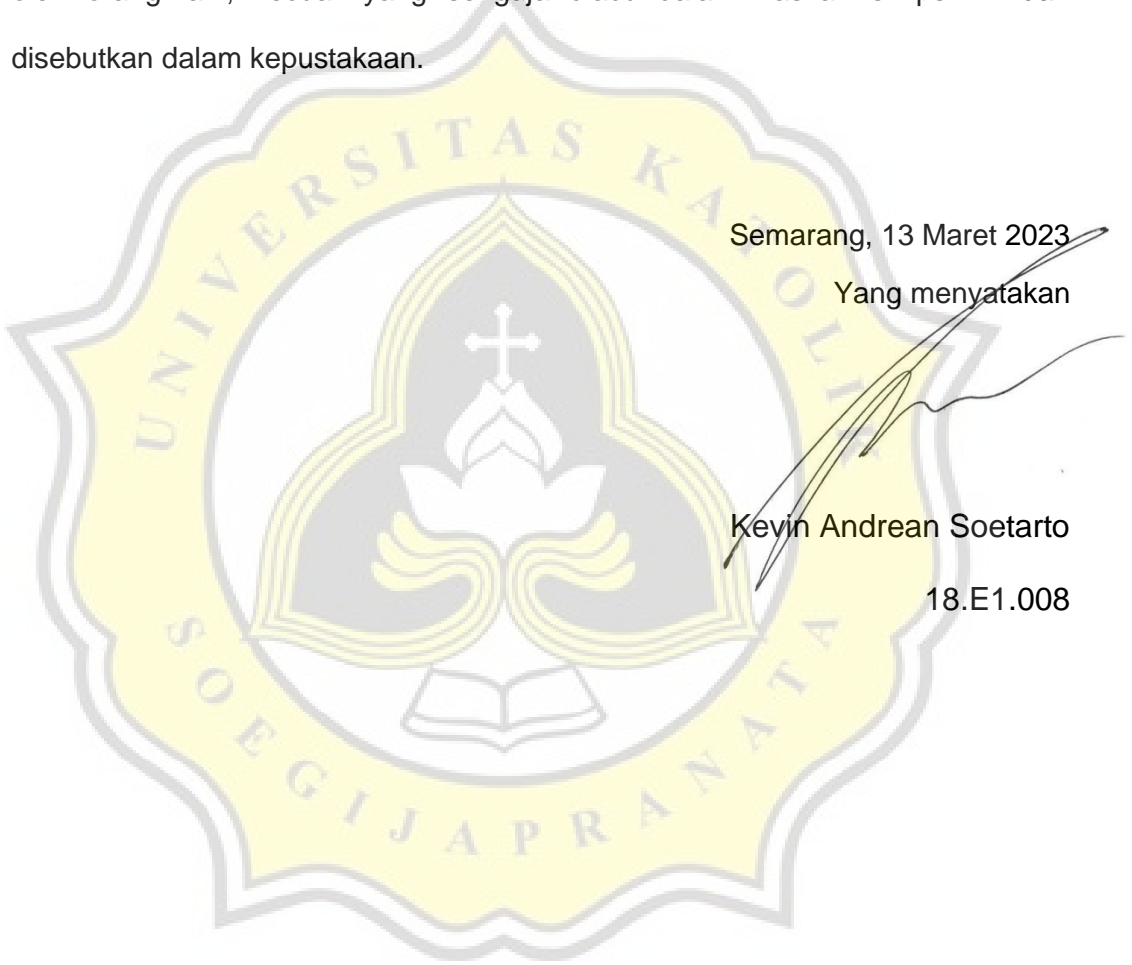 disebutkan dalam kepustakaan.
UNIVERSITAS KATOLIK
Semarang, 13 Maret 2023
Yang menyatakan
Kevin Andrean Soetarto
18.E1.008
SOEGIJAPRANATA